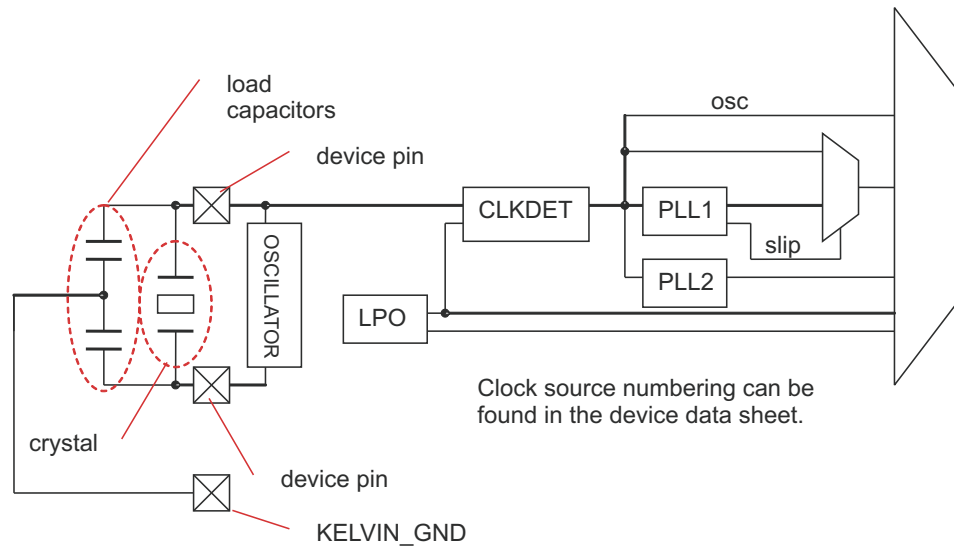 load
capacitors
device pin
osc
CLKDET
PLL1
slip
OSCILLATOR
PLL2
LPO
Clock source numbering can be
found in the device data sheet.
crystal
device pin
KELVIN_GND